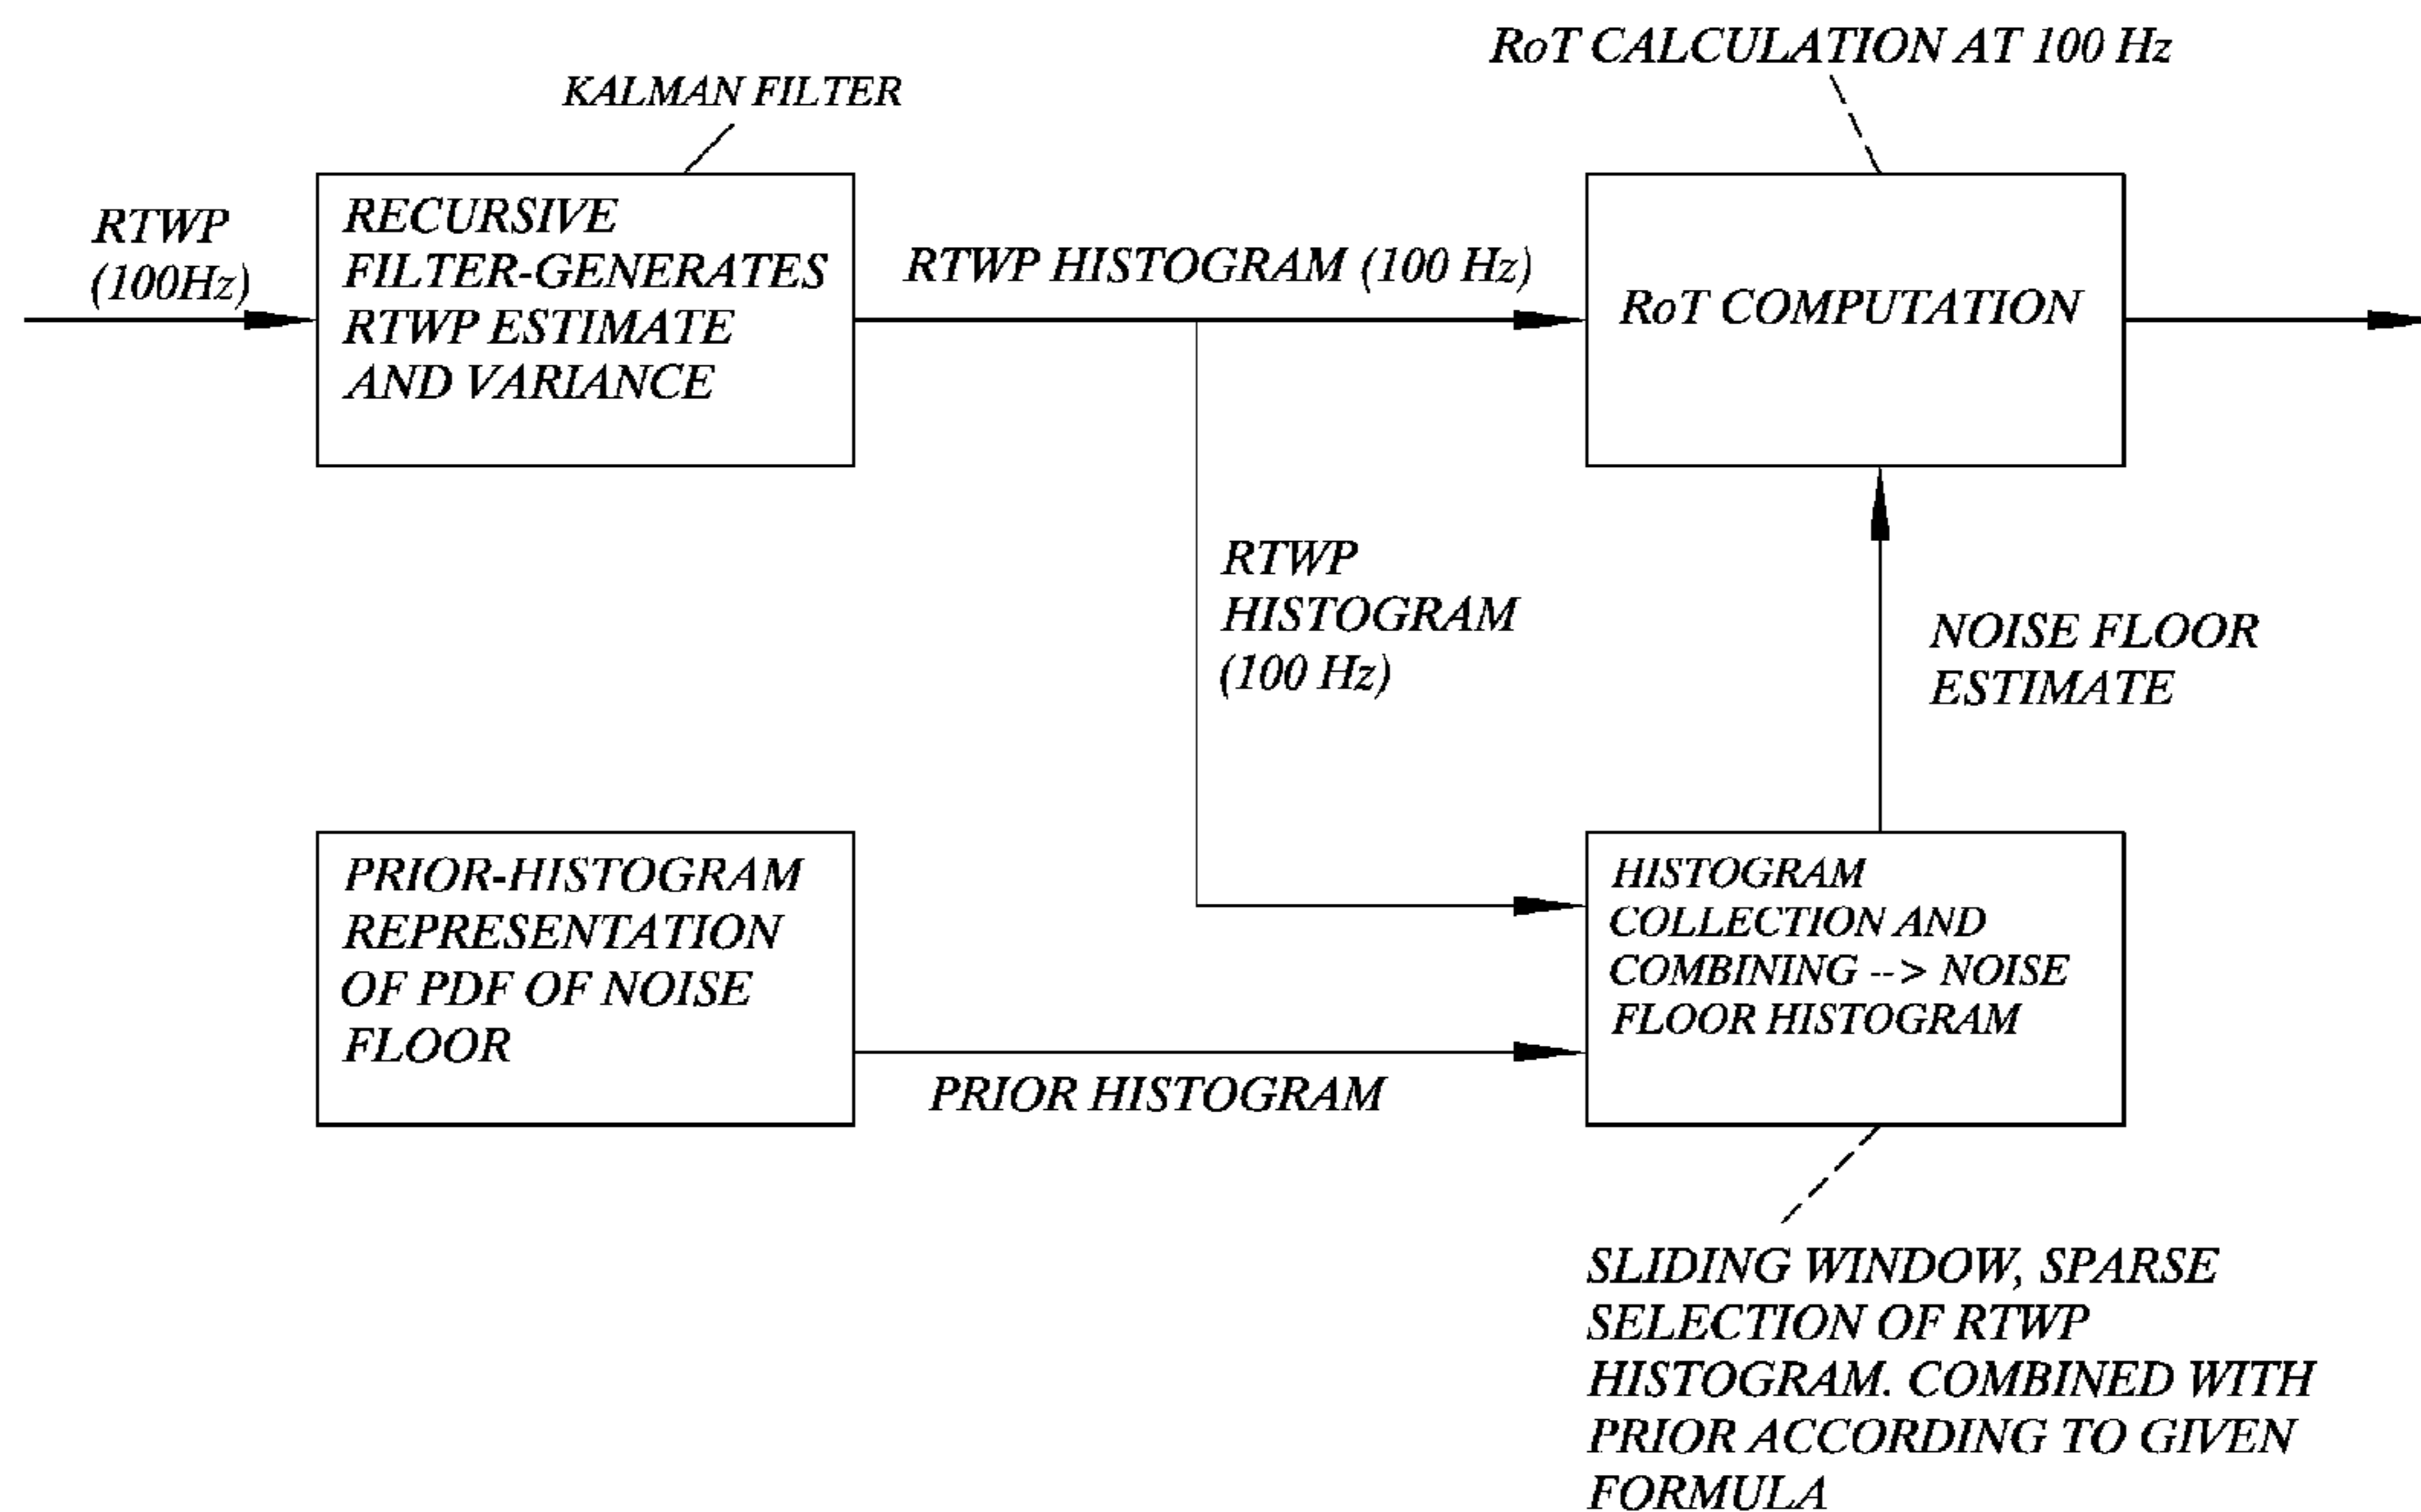 RoT CALCULATION AT 100 Hz
KALMAN FILTER
RTWP
(100Hz)
RECURSIVE
FILTER-GENERATES
RTWP ESTIMATE
AND VARIANCE
RTWP HISTOGRAM (100 Hz)
RoT COMPUTATION
RTWP
HISTOGRAM
(100 Hz)
NOISE FLOOR
ESTIMATE
PRIOR-HISTOGRAM
REPRESENTATION
OF PDF OF NOISE
FLOOR
PRIOR HISTOGRAM
HISTOGRAM
COLLECTION AND
COMBINING --> NOISE
FLOOR HISTOGRAM
SLIDING WINDOW, SPARSE
SELECTION OF RTWP
HISTOGRAM. COMBINED WITH
PRIOR ACCORDING TO GIVEN
FORMULA